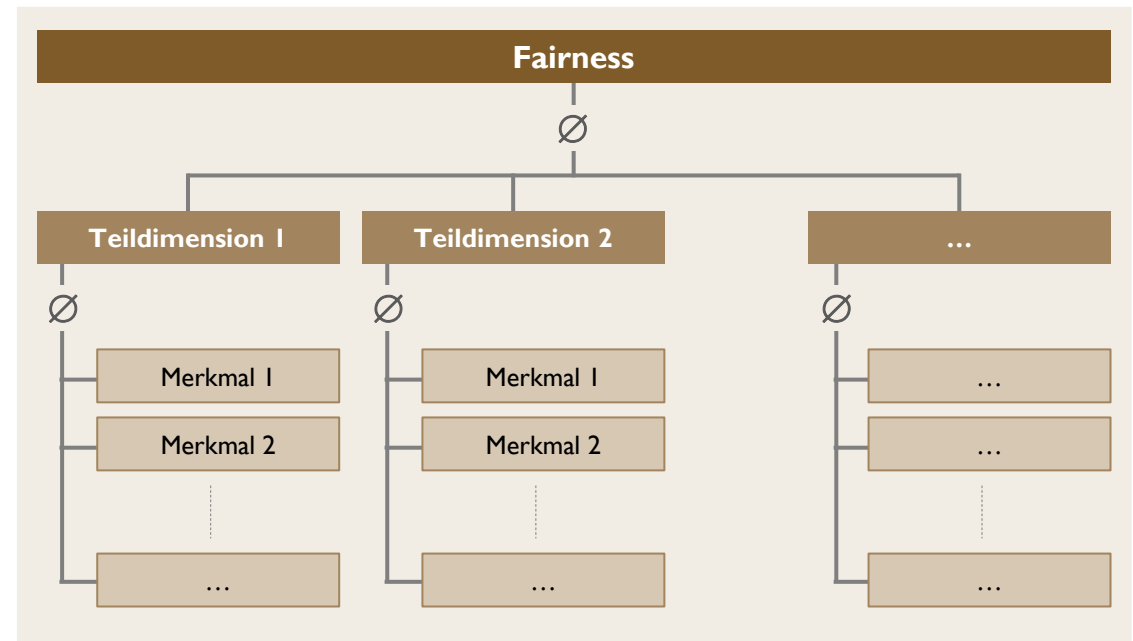 Fairness
∅
Teildimension 1
Teildimension 2
...
∅
∅
∅
Merkmal 1
Merkmal 1
...
Merkmal 2
Merkmal 2
...
...
...
...